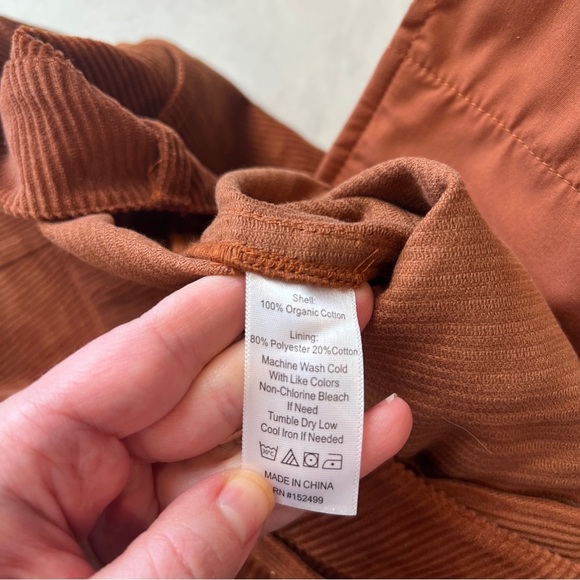 Shell:
100% Organic Cotton
Lining:
80% Polyester 20%Cotton
Machine Wash Cold
With Like Colors
Non-Chlorine Bleach
If Need
Tumble Dry Low
Cool Iron If Needed
30°C
MADE IN CHINA
RN #152499